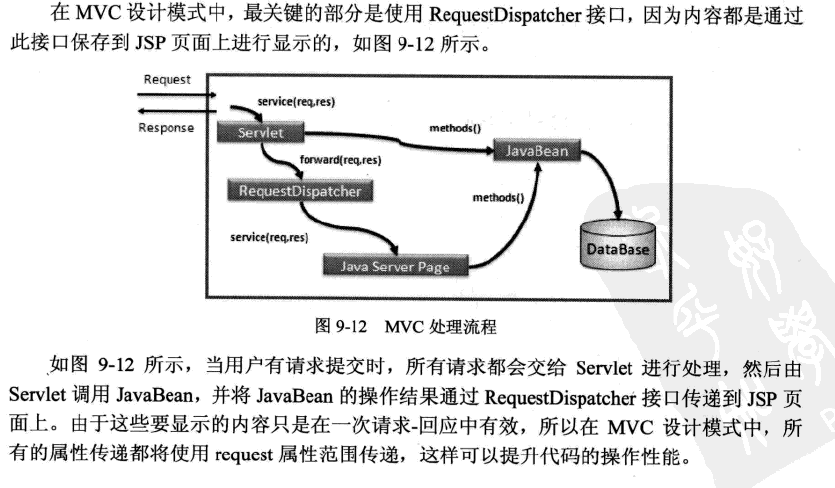 在 MVC 设计模式中，最关键的部分是使用 RequestDispatcher 接口，因为内容都是通过
此接口保存到 JSP 页面上进行显示的，如图 9-12 所示。
Request
service(req,res)
Response
Servlet
methods()
JavaBean
forward(req,res)
RequestDispatcher
methods()
service(req,res)
DataBase
Java Server Page
图 9-12 MVC 处理流程
如图 9-12 所示，当用户有请求提交时，所有请求都会交给 Servlet 进行处理，然后由
Servlet 调用 JavaBean，并将 JavaBean 的操作结果通过 RequestDispatcher 接口传递到 JSP 页
面上。由于这些要显示的内容只是在一次请求-回应中有效，所以在 MVC 设计模式中，所
有的属性传递都将使用 request 属性范围传递，这样可以提升代码的操作性能。